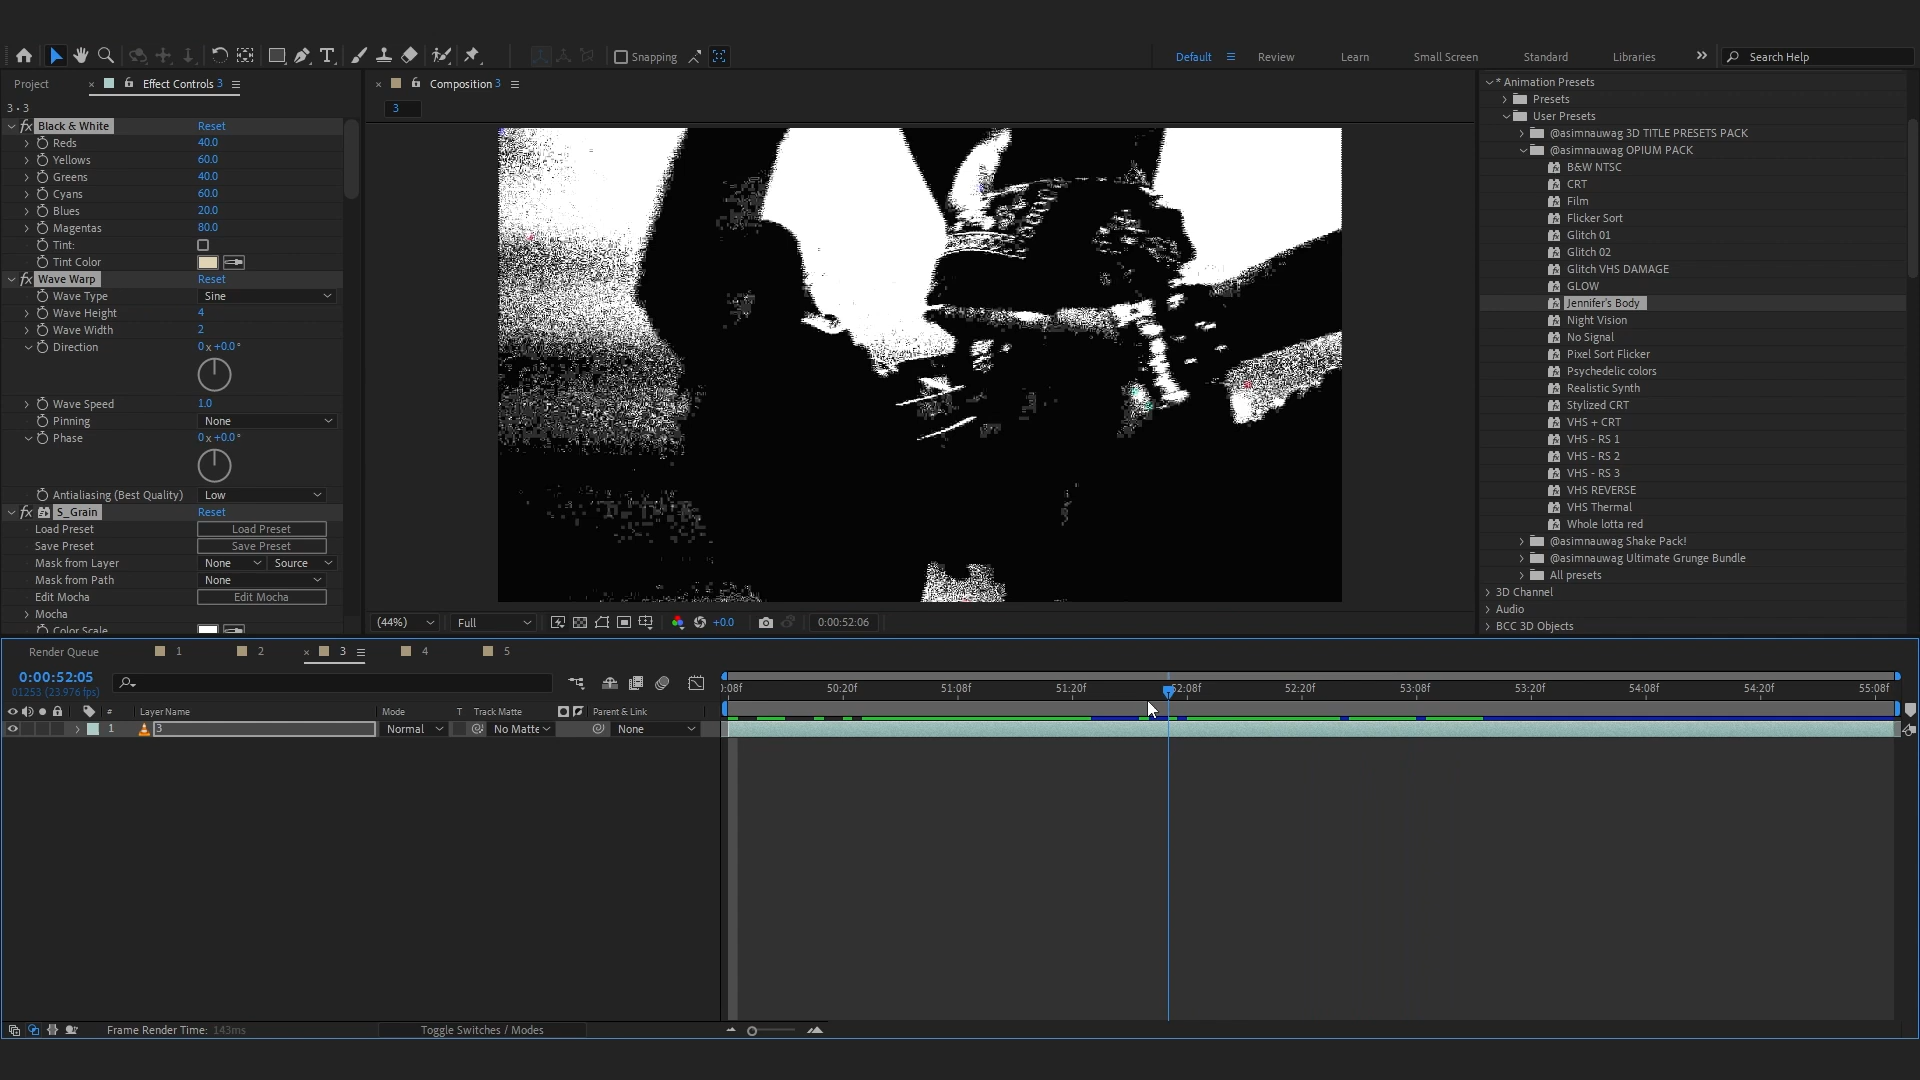 Snapping
Default
Review
Learn
Small Screen
Standard
Libraries
Search Help
Project
Effect Controls 3
3 • 3
Black & White
Reset
Reds
40.0
Yellows
60.0
Greens
40.0
Cyans
60.0
Blues
20.0
Magentas
80.0
Tint:
Tint Color
Wave Warp
Reset
Wave Type
Sine
Wave Height
4
Wave Width
2
Direction
0 x +0.0 °
Wave Speed
1.0
Pinning
None
Phase
0 x +0.0 °
Antialiasing (Best Quality)
Low
S_Grain
Reset
Load Preset
Load Preset
Save Preset
Save Preset
Mask from Layer
None
Source
Mask from Path
None
Edit Mocha
Edit Mocha
Mocha
Color Scale
Composition 3
3
(44%)
Full
+0.0
0:00:52:06
* Animation Presets
Presets
User Presets
@asimnauwag 3D TITLE PRESETS PACK
@asimnauwag OPIUM PACK
B&W NTSC
CRT
Film
Flicker Sort
Glitch 01
Glitch 02
Glitch VHS DAMAGE
GLOW
Jennifer's Body
Night Vision
No Signal
Pixel Sort Flicker
Psychedelic colors
Realistic Synth
Stylized CRT
VHS + CRT
VHS - RS 1
VHS - RS 2
VHS - RS 3
VHS REVERSE
VHS Thermal
Whole lotta red
@asimnauwag Shake Pack!
@asimnauwag Ultimate Grunge Bundle
All presets
3D Channel
Audio
BCC 3D Objects
Render Queue
1
2
3
4
5
0:00:52:05
01253 (23.976 fps)
:08f
50:20f
51:08f
51:20f
52:08f
52:20f
53:08f
53:20f
54:08f
54:20f
55:08f
#
Layer Name
Mode
T
Track Matte
Parent & Link
1
3
Normal
No Matte
None
Frame Render Time: 143ms
Toggle Switches / Modes